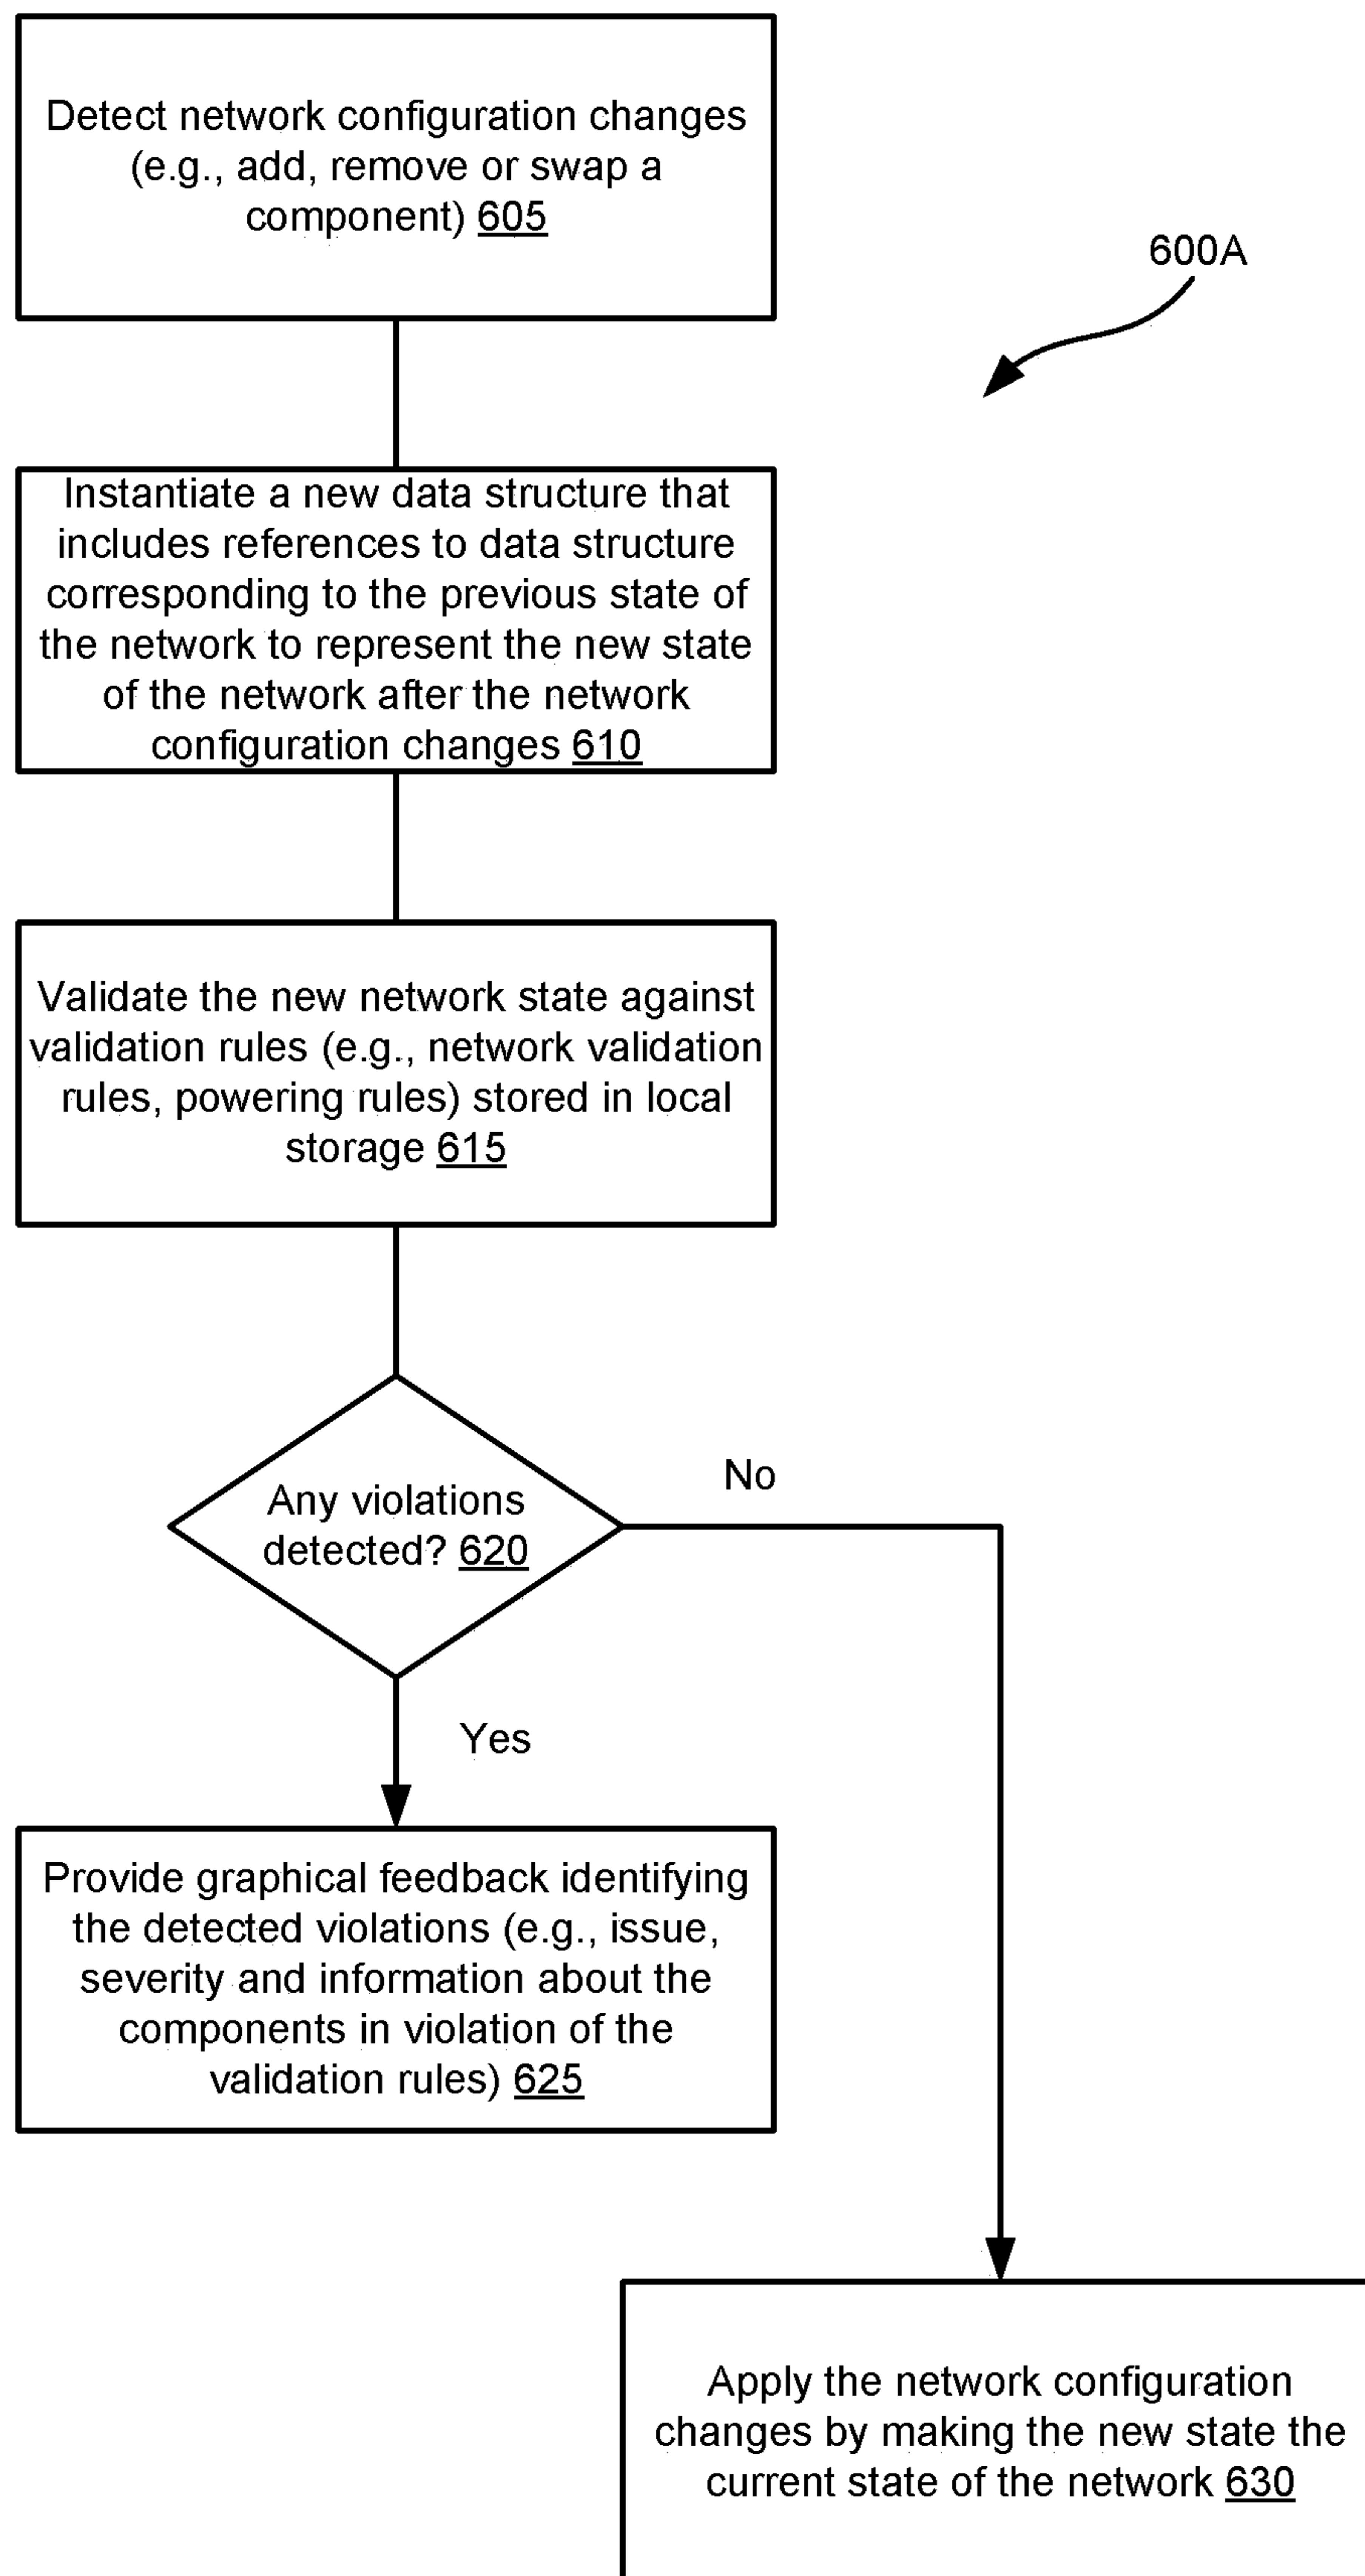 Detect network configuration changes
(e.g., add, remove or swap a
component) 605
600A
Instantiate a new data structure that
includes references to data structure
corresponding to the previous state of
the network to represent the new state
of the network after the network
configuration changes 610
Validate the new network state against
validation rules (e.g., network validation
rules, powering rules) stored in local
storage 615
Any violations
detected? 620
No
Yes
Provide graphical feedback identifying
the detected violations (e.g., issue,
severity and information about the
components in violation of the
validation rules) 625
Apply the network configuration
changes by making the new state the
current state of the network 630